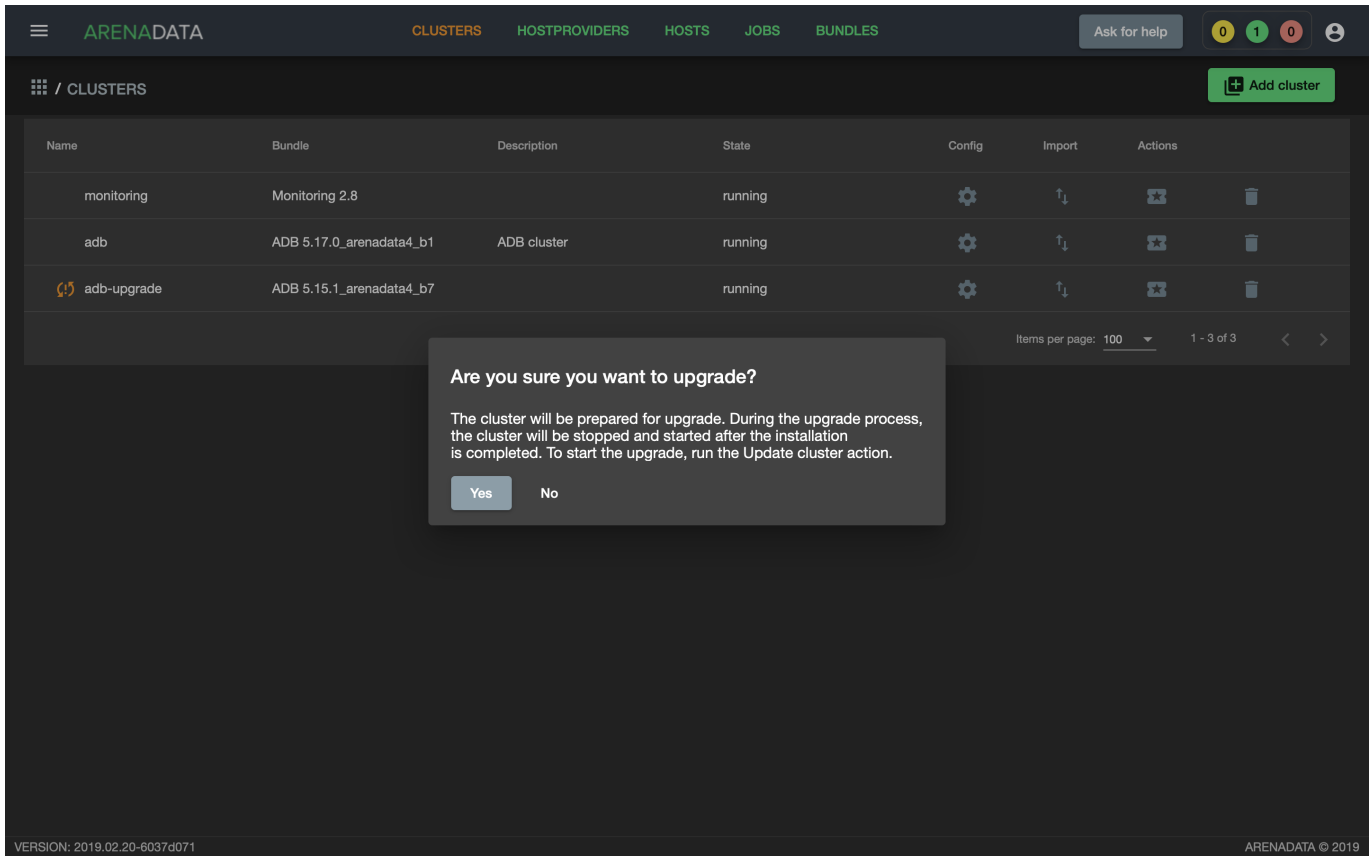 ARENADATA CLUSTERS HOSTPROVIDERS HOSTS JOBS BUNDLES Ask for help 0 1 0
/ CLUSTERS Add cluster
Name Bundle Description State Config Import Actions
monitoring Monitoring 2.8 running
adb ADB 5.17.0_arenadata4_b1 ADB cluster running
adb-upgrade ADB 5.15.1_arenadata4_b7 running
Items per page: 100 1 - 3 of 3
Are you sure you want to upgrade?
The cluster will be prepared for upgrade. During the upgrade process,
the cluster will be stopped and started after the installation
is completed. To start the upgrade, run the Update cluster action.
Yes No
VERSION: 2019.02.20-6037d071 ARENADATA © 2019